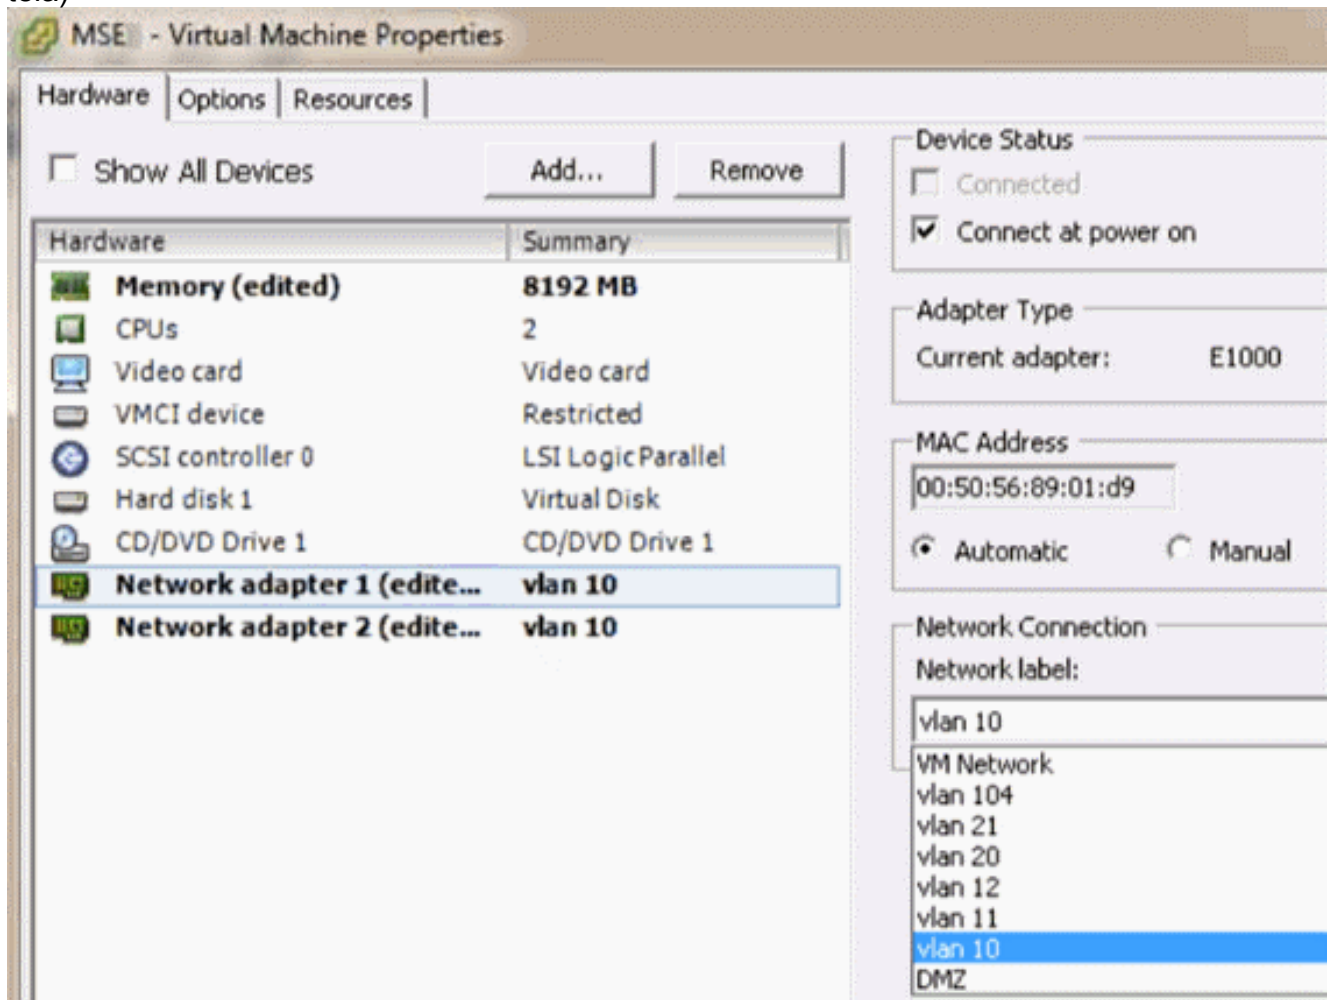 MSE - Virtual Machine Properties
Hardware Options Resources
Show All Devices Add... Remove
Hardware Summary
Memory (edited) 8192 MB
CPUs 2
Video card Video card
VMCI device Restricted
SCSI controller 0 LSI Logic Parallel
Hard disk 1 Virtual Disk
CD/DVD Drive 1 CD/DVD Drive 1
Network adapter 1 (edite... vlan 10
Network adapter 2 (edite... vlan 10
Device Status
Connected
Connect at power on
Adapter Type
Current adapter: E1000
MAC Address
00:50:56:89:01:d9
Automatic Manual
Network Connection
Network label:
vlan 10
VM Network
vlan 104
vlan 21
vlan 20
vlan 12
vlan 11
vlan 10
DMZ